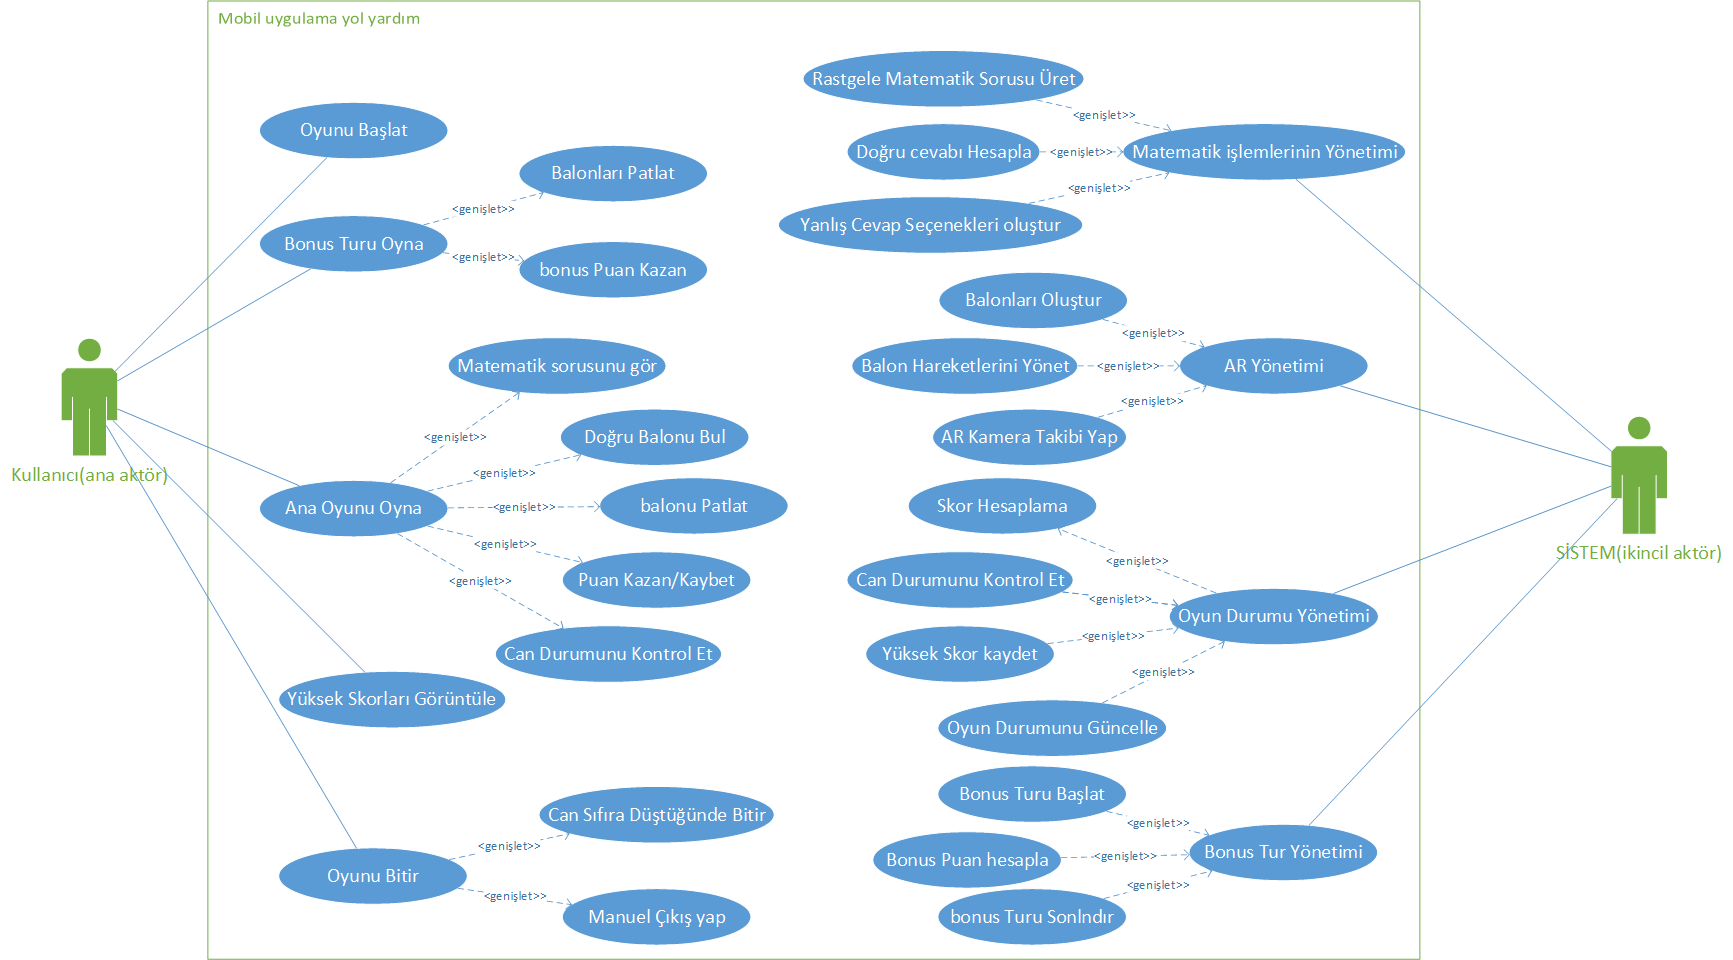 Mobil uygulama yol yardım
Oyunu Başlat
Bonus Turu Oyna
<genişlet>>
Balonları Patlat
<genişlet>>
bonus Puan Kazan
Kullanıcı(ana aktör)
Ana Oyunu Oyna
<genişlet>>
Matematik sorusunu gör
<genişlet>>
Doğru Balonu Bul
<genişlet>>
balonu Patlat
<genişlet>>
Puan Kazan/Kaybet
<genişlet>>
Can Durumunu Kontrol Et
Yüksek Skorları Görüntüle
Oyunu Bitir
<genişlet>>
Can Sıfıra Düştüğünde Bitir
<genişlet>>
Manuel Çıkış yap
Rastgele Matematik Sorusu Üret
<genişlet>>
Doğru cevabı Hesapla
<genişlet>>
Matematik işlemlerinin Yönetimi
<genişlet>>
Yanlış Cevap Seçenekleri oluştur
Balonları Oluştur
<genişlet>>
Balon Hareketlerini Yönet
<genişlet>>
AR Yönetimi
<genişlet>>
AR Kamera Takibi Yap
Skor Hesaplama
<genişlet>>
Can Durumunu Kontrol Et
<genişlet>>
Oyun Durumu Yönetimi
<genişlet>>
Yüksek Skor kaydet
<genişlet>>
Oyun Durumunu Güncelle
SİSTEM(ikincil aktör)
Bonus Turu Başlat
<genişlet>>
Bonus Puan hesapla
<genişlet>>
Bonus Tur Yönetimi
<genişlet>>
bonus Turu Sonlndır